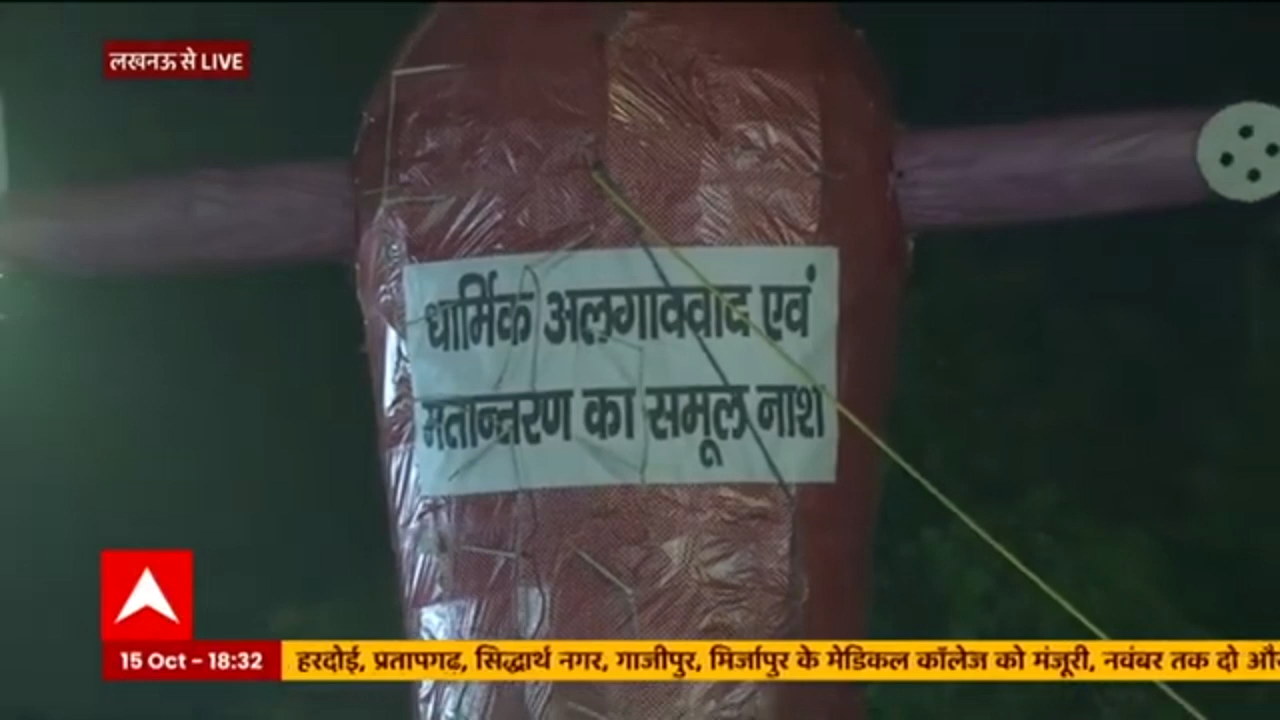 लखनऊ से LIVE
धार्मिक अलगाववाद एवं
मतान्तरण का समूल नाश
15 Oct - 18:32
हरदोई, प्रतापगढ, सिद्धार्थ नगर, गाजीपुर, मिर्जापुर के मेडिकल कॉलेज को मंजूरी, नवंबर तक दो